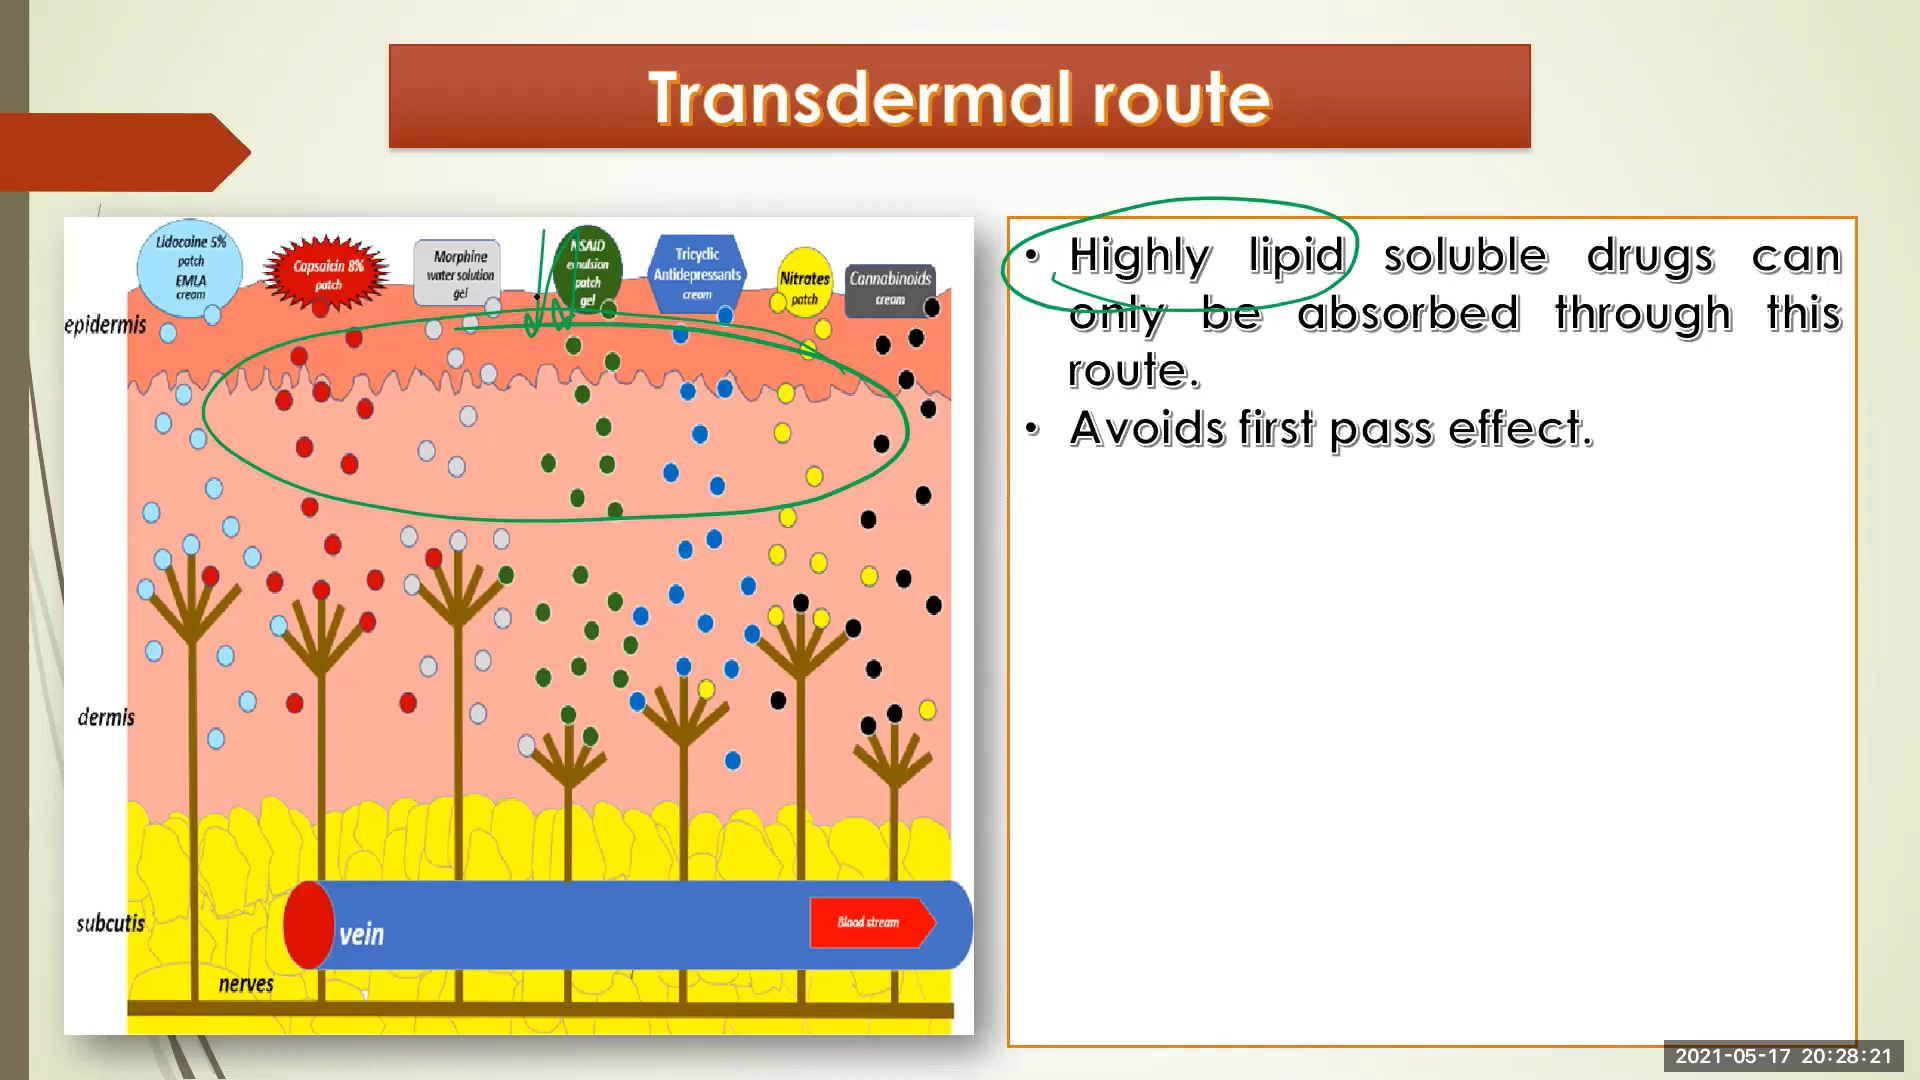 Transdermal route
Lidocaine 5%
patch
EMLA
cream
Capsaicin 8%
patch
Morphine
water solution
gel
NSAID
emulsion
patch
gel
Tricyclic
Antidepressants
cream
Nitrates
patch
Cannabinoids
cream
epidermis
dermis
subcutis
vein
Blood stream
nerves
• Highly lipid soluble drugs can
only be absorbed through this
route.
• Avoids first pass effect.
2021-05-17 20:28:21